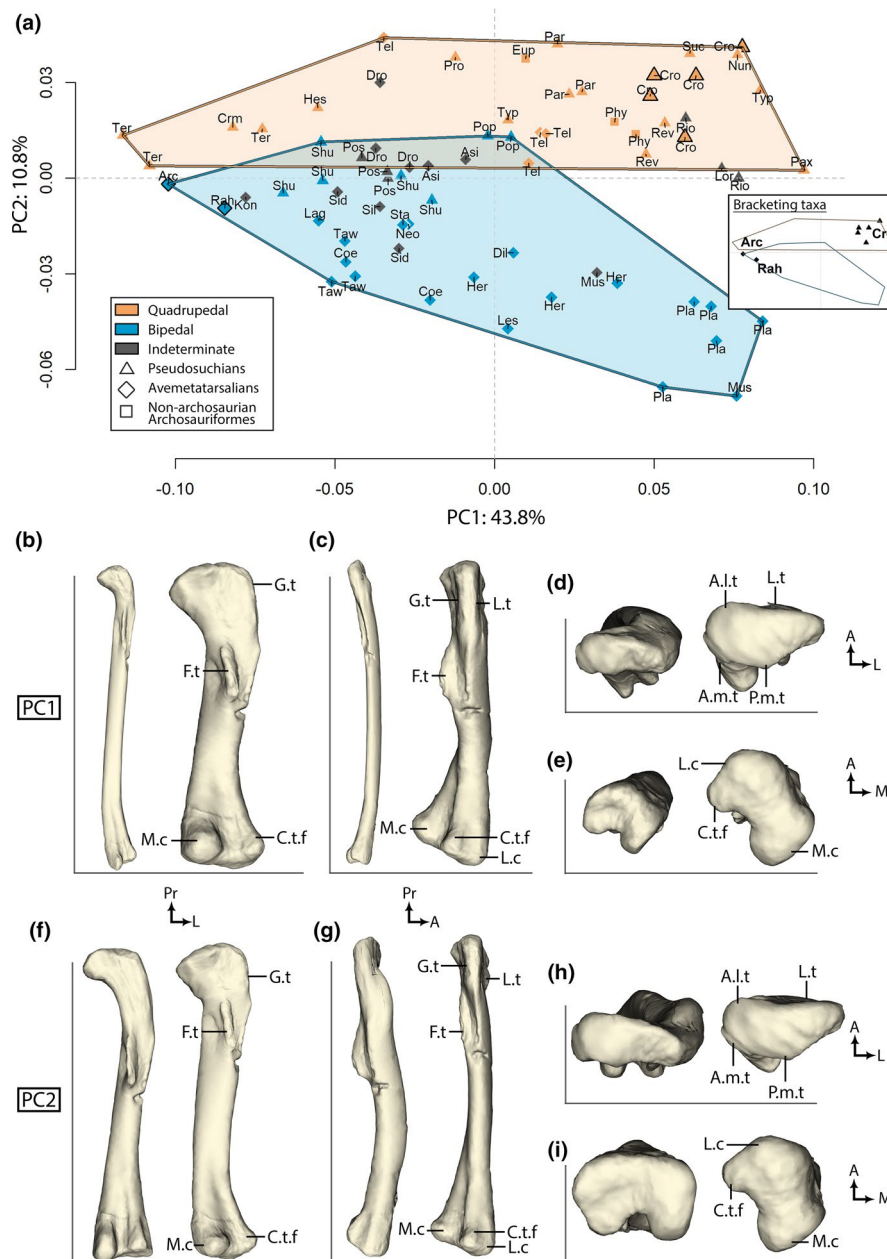 (a)
PC2: 10.8%
0.03
0.00
-0.03
-0.06
Tel
Pro
Eup
Par
Suc
Cro
Nun
Dro
Cro
Cro
Typ
Hes
Par
Par
Cro
Ter
Crm
Ter
Typ
Phy
Rio
Tel
Tel
Rev
Cro
Phy
Pop
Pop
Shu
Pos
Dro
Dro
Asi
Ter
Shu
Pos
Asi
Tel
Rev
Lor
Pax
Arc
Shu
Pos
Shu
Rio
Rah
Kon
Shu
Sid
Sil
Sta
Shu
Lag
Neo
Taw
Sid
Dil
Coe
Taw
Taw
Coe
Her
Mus
Her
Her
Les
Pla
Pla
Pla
Pla
Pla
Mus
Bracketing taxa
Arc
Rah
Cr
Quadrupedal
Bipedal
Indeterminate
Pseudosuchians
Avemetatarsalians
Non-archosaurian
Archosauriformes
-0.10
-0.05
0.00
0.05
0.10
PC1: 43.8%
(b)
G.t
F.t
M.c
C.t.f
(c)
G.t
L.t
F.t
M.c
C.t.f
L.c
(d)
A.l.t
L.t
A.m.t
P.m.t
A
L
(e)
L.c
C.t.f
M.c
A
M
PC1
Pr
L
Pr
A
(f)
G.t
F.t
M.c
C.t.f
(g)
G.t
L.t
F.t
M.c
C.t.f
L.c
(h)
A.l.t
L.t
A.m.t
P.m.t
A
L
(i)
L.c
C.t.f
M.c
A
M
PC2